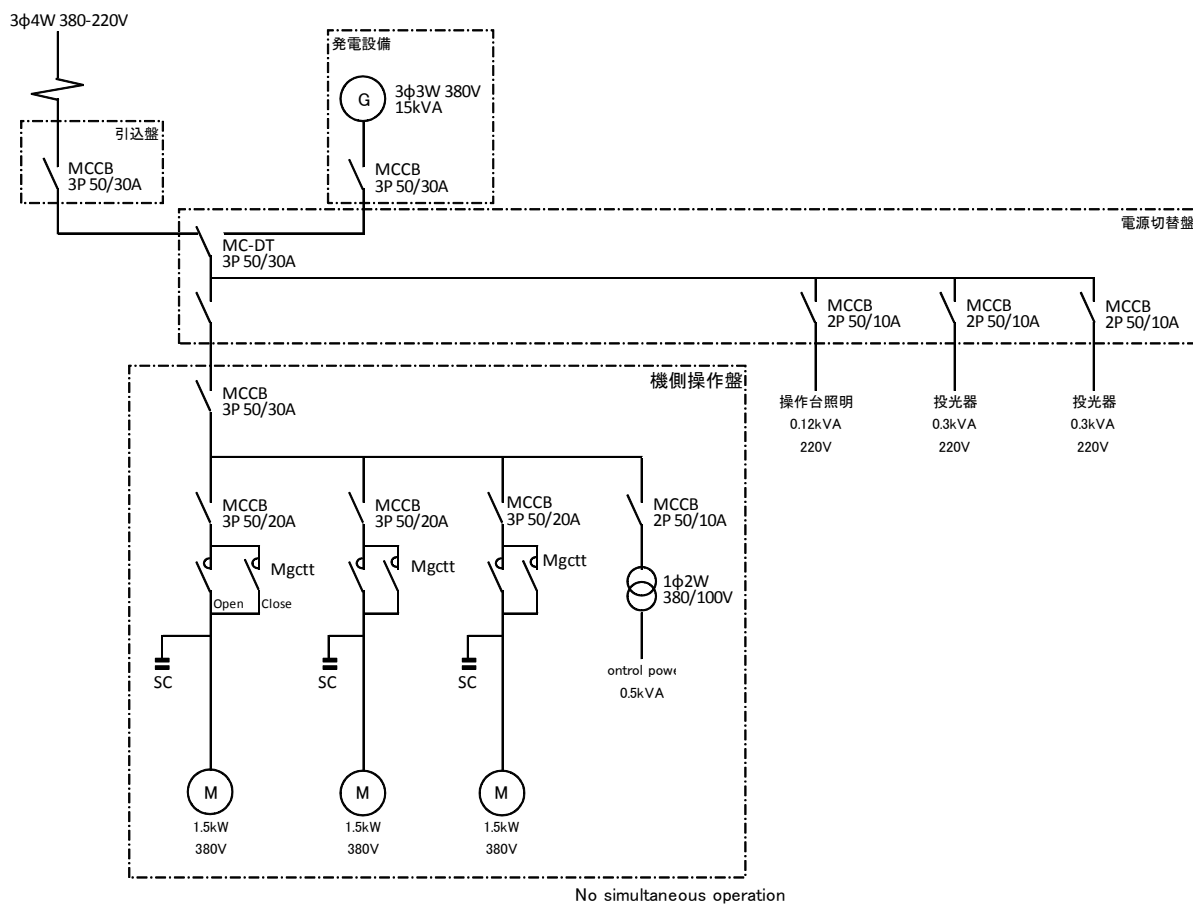 3φ4W 380-220V
発電設備
G
3φ3W 380V
15kVA
引込盤
MCCB
3P 50/30A
MCCB
3P 50/30A
電源切替盤
MC-DT
3P 50/30A
MCCB
2P 50/10A
MCCB
2P 50/10A
MCCB
2P 50/10A
操作台照明
0.12kVA
220V
投光器
0.3kVA
220V
投光器
0.3kVA
220V
機側操作盤
MCCB
3P 50/30A
MCCB
3P 50/20A
MCCB
3P 50/20A
MCCB
3P 50/20A
MCCB
2P 50/10A
Mgctt
Mgctt
Mgctt
Open
Close
1φ2W
380/100V
SC
SC
SC
ontrol powe
0.5kVA
M
M
M
1.5kW
380V
1.5kW
380V
1.5kW
380V
No simultaneous operation